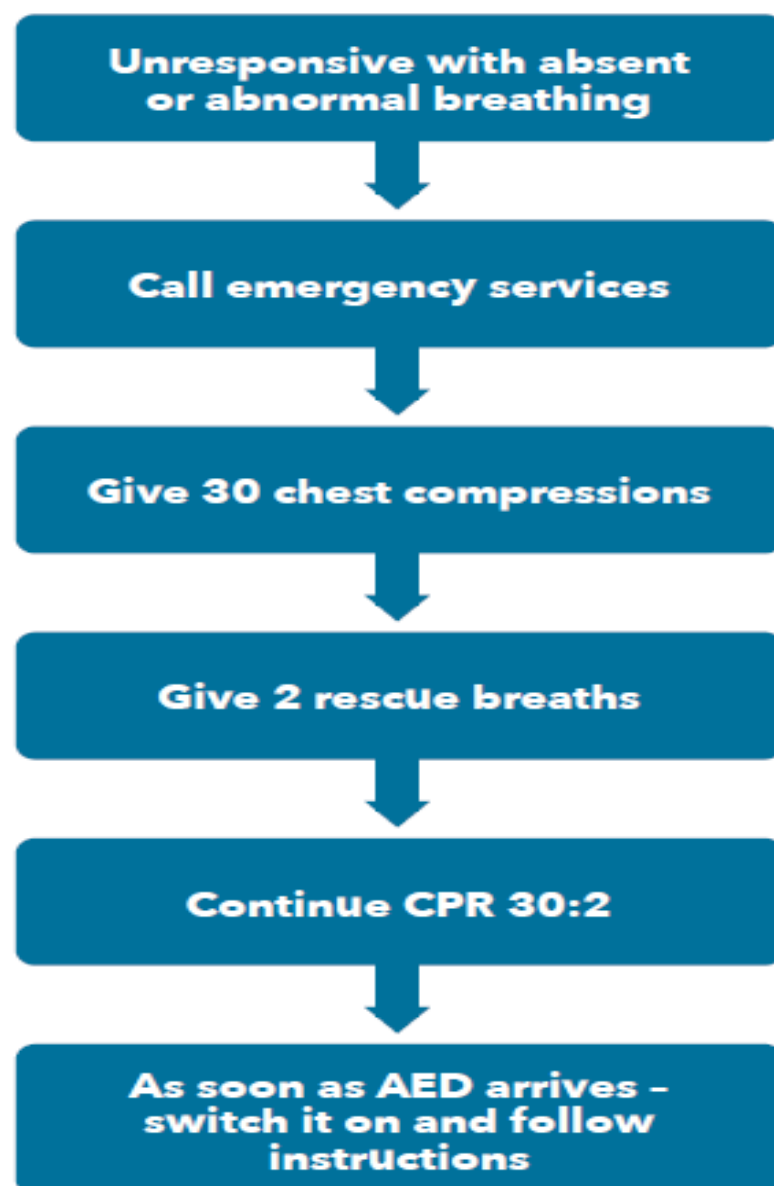 Unresponsive with absent
or abnormal breathing
Call emergency services
Give 30 chest compressions
Give 2 rescue breaths
Continue CPR 30:2
As soon as AED arrives –
switch it on and follow
instructions